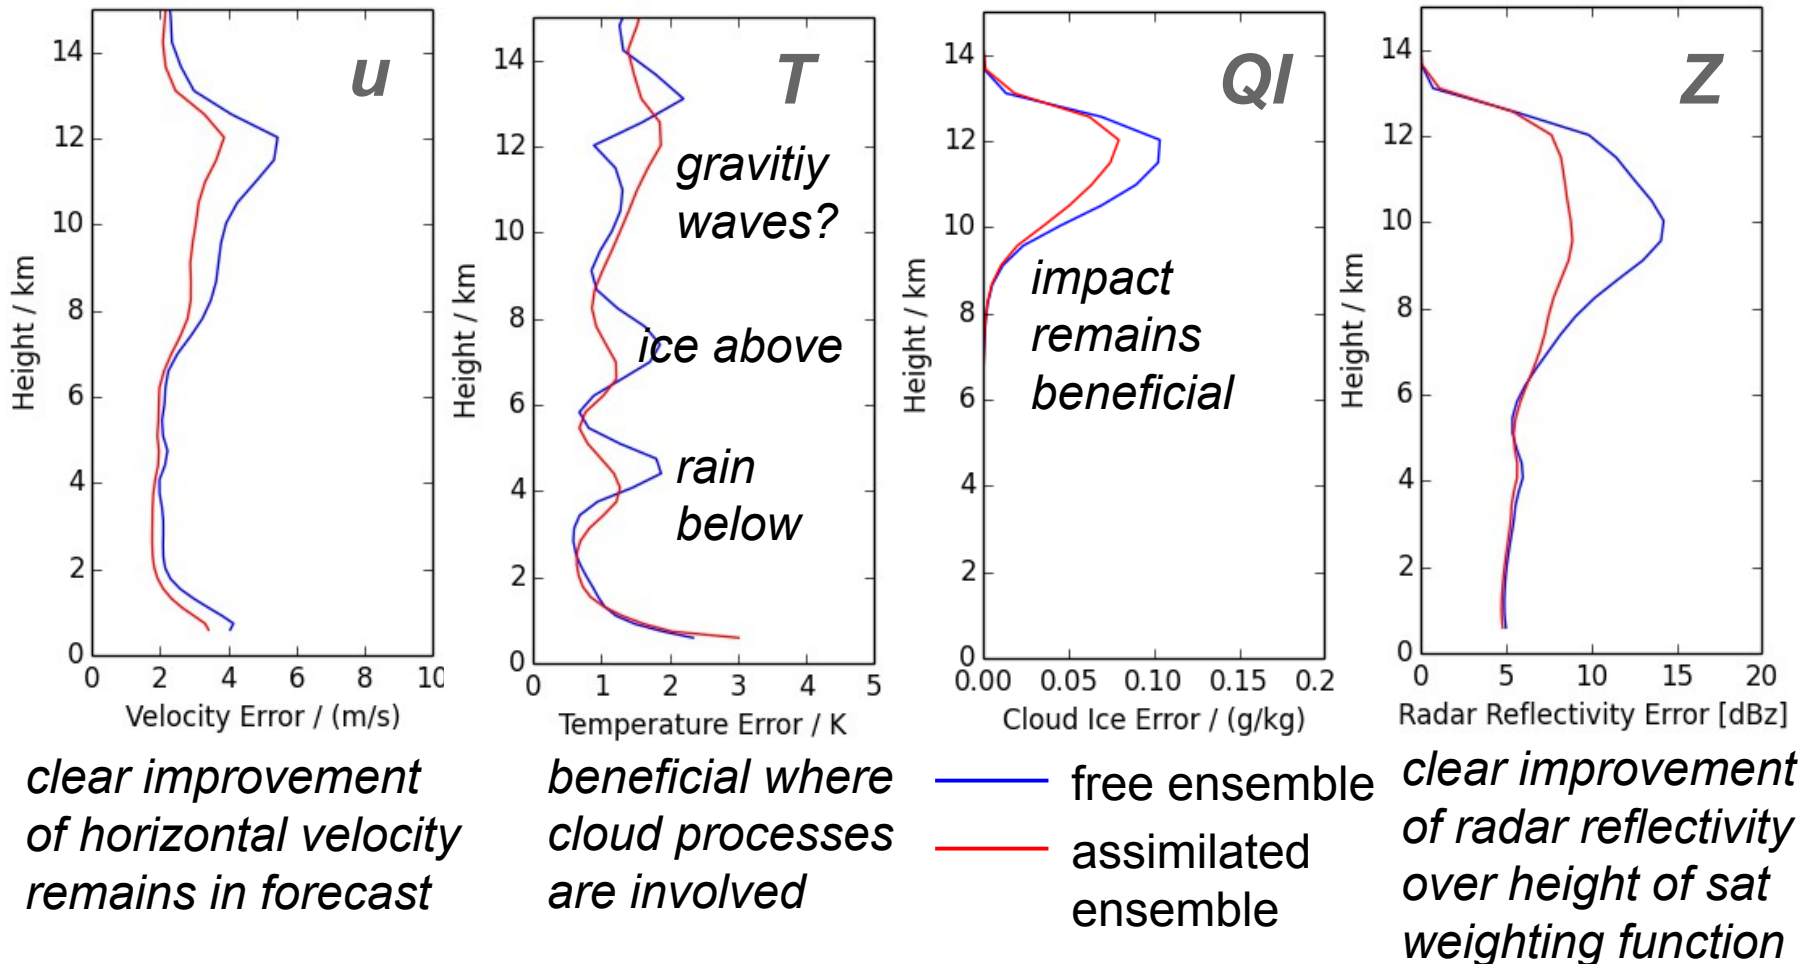 u
14
12
10
8
6
4
2
0
Height / km
0 2 4 6 8 10
Velocity Error / (m/s)
clear improvement
of horizontal velocity
remains in forecast
T
14
12
10
8
6
4
2
0
Height / km
gravitiy
waves?
ice above
rain
below
0 1 2 3 4 5
Temperature Error / K
beneficial where
cloud processes
are involved
QI
14
12
10
8
6
4
2
0
Height / km
impact
remains
beneficial
0.00 0.05 0.10 0.15 0.2
Cloud Ice Error / (g/kg)
free ensemble
assimilated
ensemble
Z
14
12
10
8
6
4
2
0
Height / km
0 5 10 15 20
Radar Reflectivity Error [dBz]
clear improvement
of radar reflectivity
over height of sat
weighting function